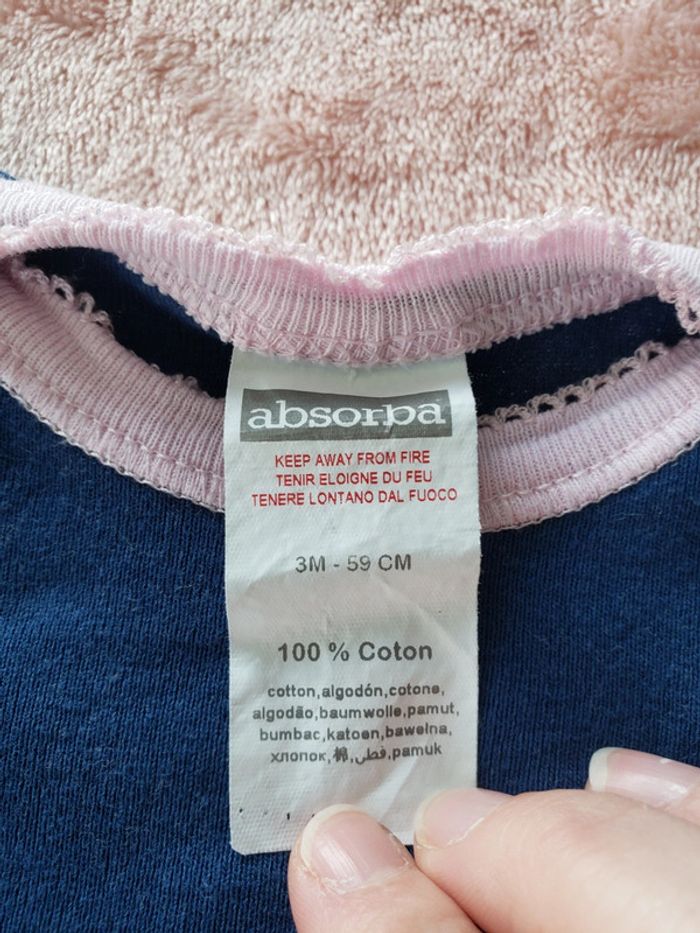 absorba
KEEP AWAY FROM FIRE
TENIR ELOIGNE DU FEU
TENERE LONTANO DAL FUOCO
3M - 59 CM
100 % Coton
cotton,algodón,cotone,
algodão,baumwolle,pamut,
bumbac,katoen,bawełna,
хлопок,棉,قطن,pamuk